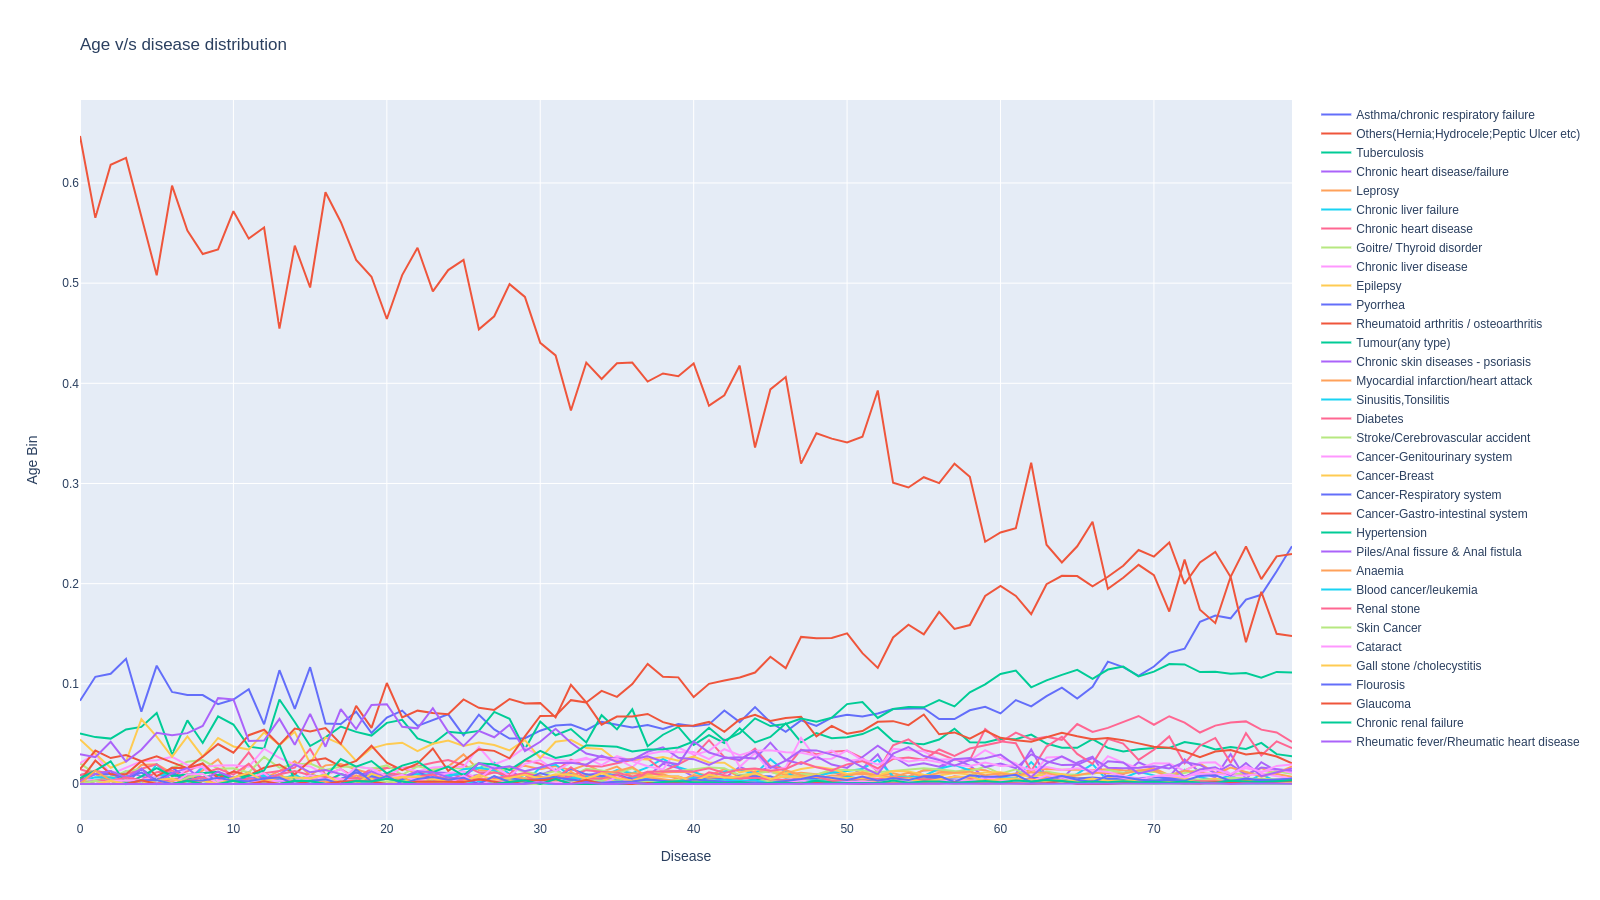 Age v/s disease distribution
0.6
0.5
0.4
0.3
0.2
0.1
0
Age Bin
0 10 20 30 40 50 60 70
Disease
Asthma/chronic respiratory failure
Others(Hernia;Hydrocele;Peptic Ulcer etc)
Tuberculosis
Chronic heart disease/failure
Leprosy
Chronic liver failure
Chronic heart disease
Goitre/ Thyroid disorder
Chronic liver disease
Epilepsy
Pyorrhea
Rheumatoid arthritis / osteoarthritis
Tumour(any type)
Chronic skin diseases - psoriasis
Myocardial infarction/heart attack
Sinusitis,Tonsilitis
Diabetes
Stroke/Cerebrovascular accident
Cancer-Genitourinary system
Cancer-Breast
Cancer-Respiratory system
Cancer-Gastro-intestinal system
Hypertension
Piles/Anal fissure & Anal fistula
Anaemia
Blood cancer/leukemia
Renal stone
Skin Cancer
Cataract
Gall stone /cholecystitis
Flourosis
Glaucoma
Chronic renal failure
Rheumatic fever/Rheumatic heart disease